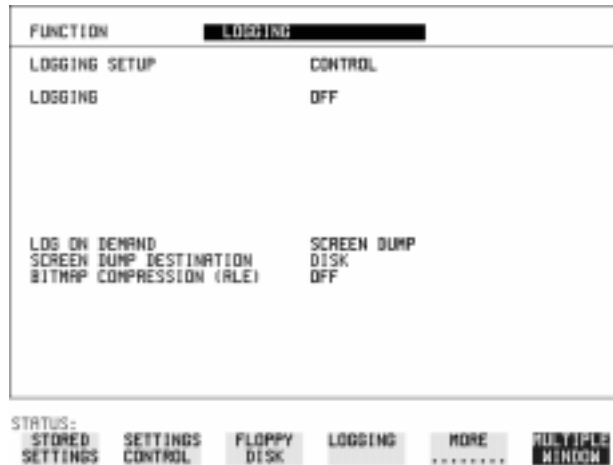 FUNCTION LOGGING
LOGGING SETUP CONTROL
LOGGING OFF
LOG ON DEMAND SCREEN DUMP
SCREEN DUMP DESTINATION DISK
BITMAP COMPRESSION (RLE) OFF
STATUS:
STORED SETTINGS FLOPPY LOGGING MORE MULTIPLE
SETTINGS CONTROL DISK ........ WINDOW